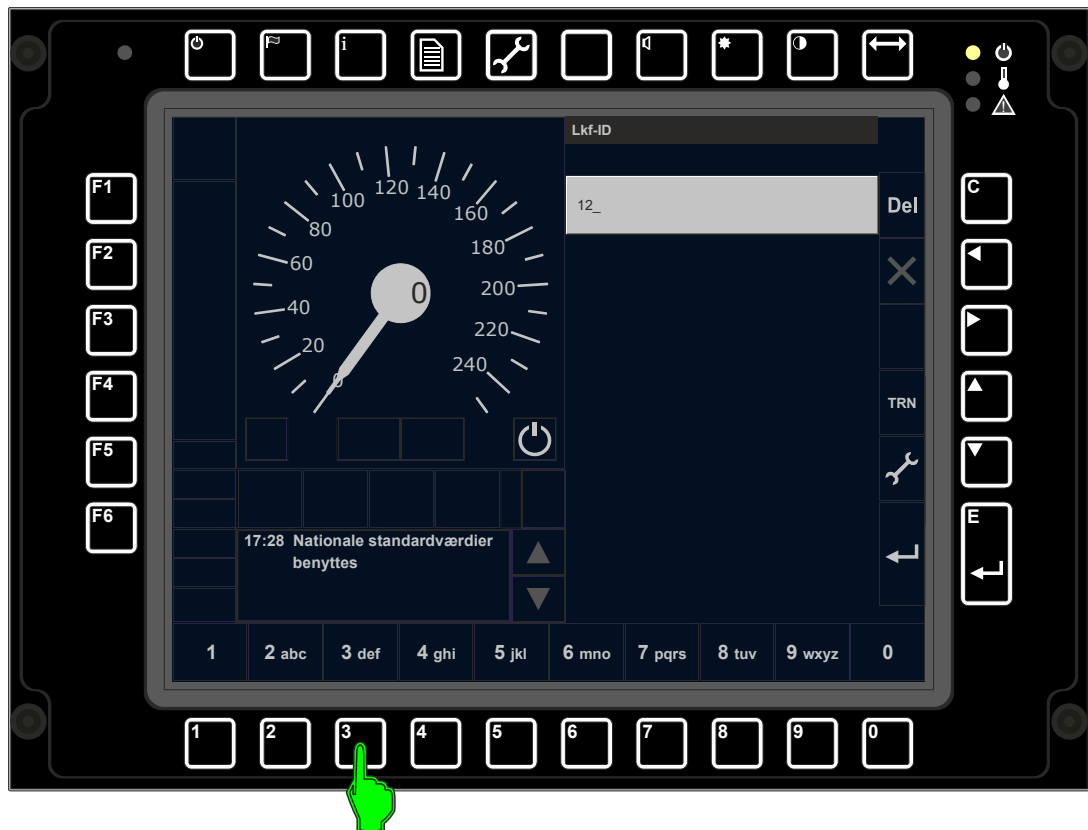 i
Lkf-ID
F1
F2
F3
F4
F5
F6
0
20
40
60
80
100
120
140
160
180
200
220
240
0
12_
Del
TRN
C
E
17:28 Nationale standardværdier
benyttes
1 2 abc 3 def 4 ghi 5 jkl 6 mno 7 pqrs 8 tuv 9 wxyz 0
1 2 3 4 5 6 7 8 9 0